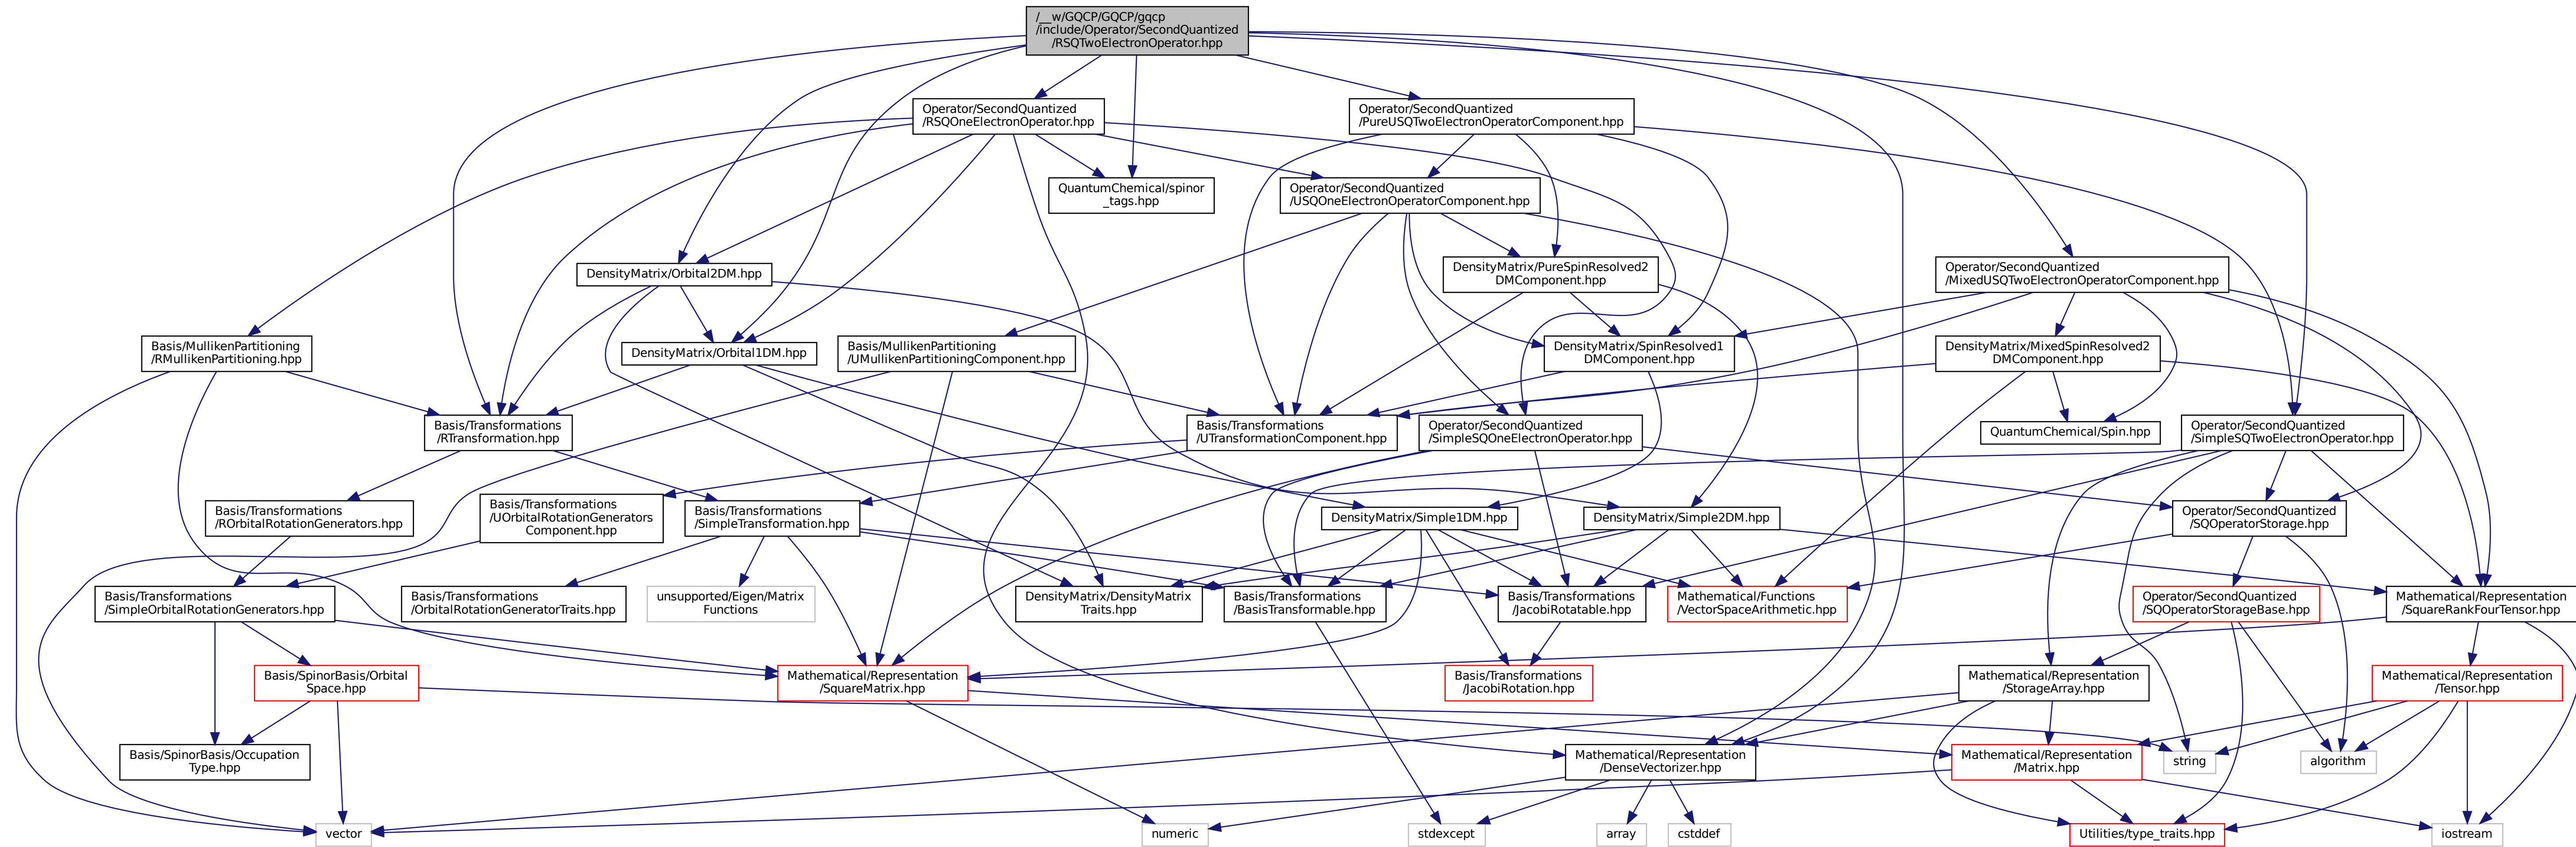 /__w/GQCP/GQCP/gqcp
/include/Operator/SecondQuantized
/RSQTwoElectronOperator.hpp
Operator/SecondQuantized
/RSQOneElectronOperator.hpp
Operator/SecondQuantized
/PureUSQTwoElectronOperatorComponent.hpp
QuantumChemical/spinor
_tags.hpp
Operator/SecondQuantized
/USQOneElectronOperatorComponent.hpp
DensityMatrix/Orbital2DM.hpp
DensityMatrix/PureSpinResolved2
DMComponent.hpp
Operator/SecondQuantized
/MixedUSQTwoElectronOperatorComponent.hpp
Basis/MullikenPartitioning
/RMullikenPartitioning.hpp
DensityMatrix/Orbital1DM.hpp
Basis/MullikenPartitioning
/UMullikenPartitioningComponent.hpp
DensityMatrix/SpinResolved1
DMComponent.hpp
DensityMatrix/MixedSpinResolved2
DMComponent.hpp
Basis/Transformations
/RTransformation.hpp
Basis/Transformations
/UTransformationComponent.hpp
Operator/SecondQuantized
/SimpleSQOneElectronOperator.hpp
QuantumChemical/Spin.hpp
Operator/SecondQuantized
/SimpleSQTwoElectronOperator.hpp
Basis/Transformations
/ROrbitalRotationGenerators.hpp
Basis/Transformations
/UOrbitalRotationGenerators
Component.hpp
Basis/Transformations
/SimpleTransformation.hpp
DensityMatrix/Simple1DM.hpp
DensityMatrix/Simple2DM.hpp
Operator/SecondQuantized
/SQOperatorStorage.hpp
Basis/Transformations
/SimpleOrbitalRotationGenerators.hpp
Basis/Transformations
/OrbitalRotationGeneratorTraits.hpp
unsupported/Eigen/Matrix
Functions
DensityMatrix/DensityMatrix
Traits.hpp
Basis/Transformations
/BasisTransformable.hpp
Basis/Transformations
/JacobiRotatable.hpp
Mathematical/Functions
/VectorSpaceArithmetic.hpp
Operator/SecondQuantized
/SQOperatorStorageBase.hpp
Mathematical/Representation
/SquareRankFourTensor.hpp
Basis/SpinorBasis/Orbital
Space.hpp
Mathematical/Representation
/SquareMatrix.hpp
Basis/Transformations
/JacobiRotation.hpp
Mathematical/Representation
/StorageArray.hpp
Mathematical/Representation
/Tensor.hpp
Basis/SpinorBasis/Occupation
Type.hpp
Mathematical/Representation
/DenseVectorizer.hpp
Mathematical/Representation
/Matrix.hpp
string
algorithm
vector
numeric
stdexcept
array
cstddef
Utilities/type_traits.hpp
iostream